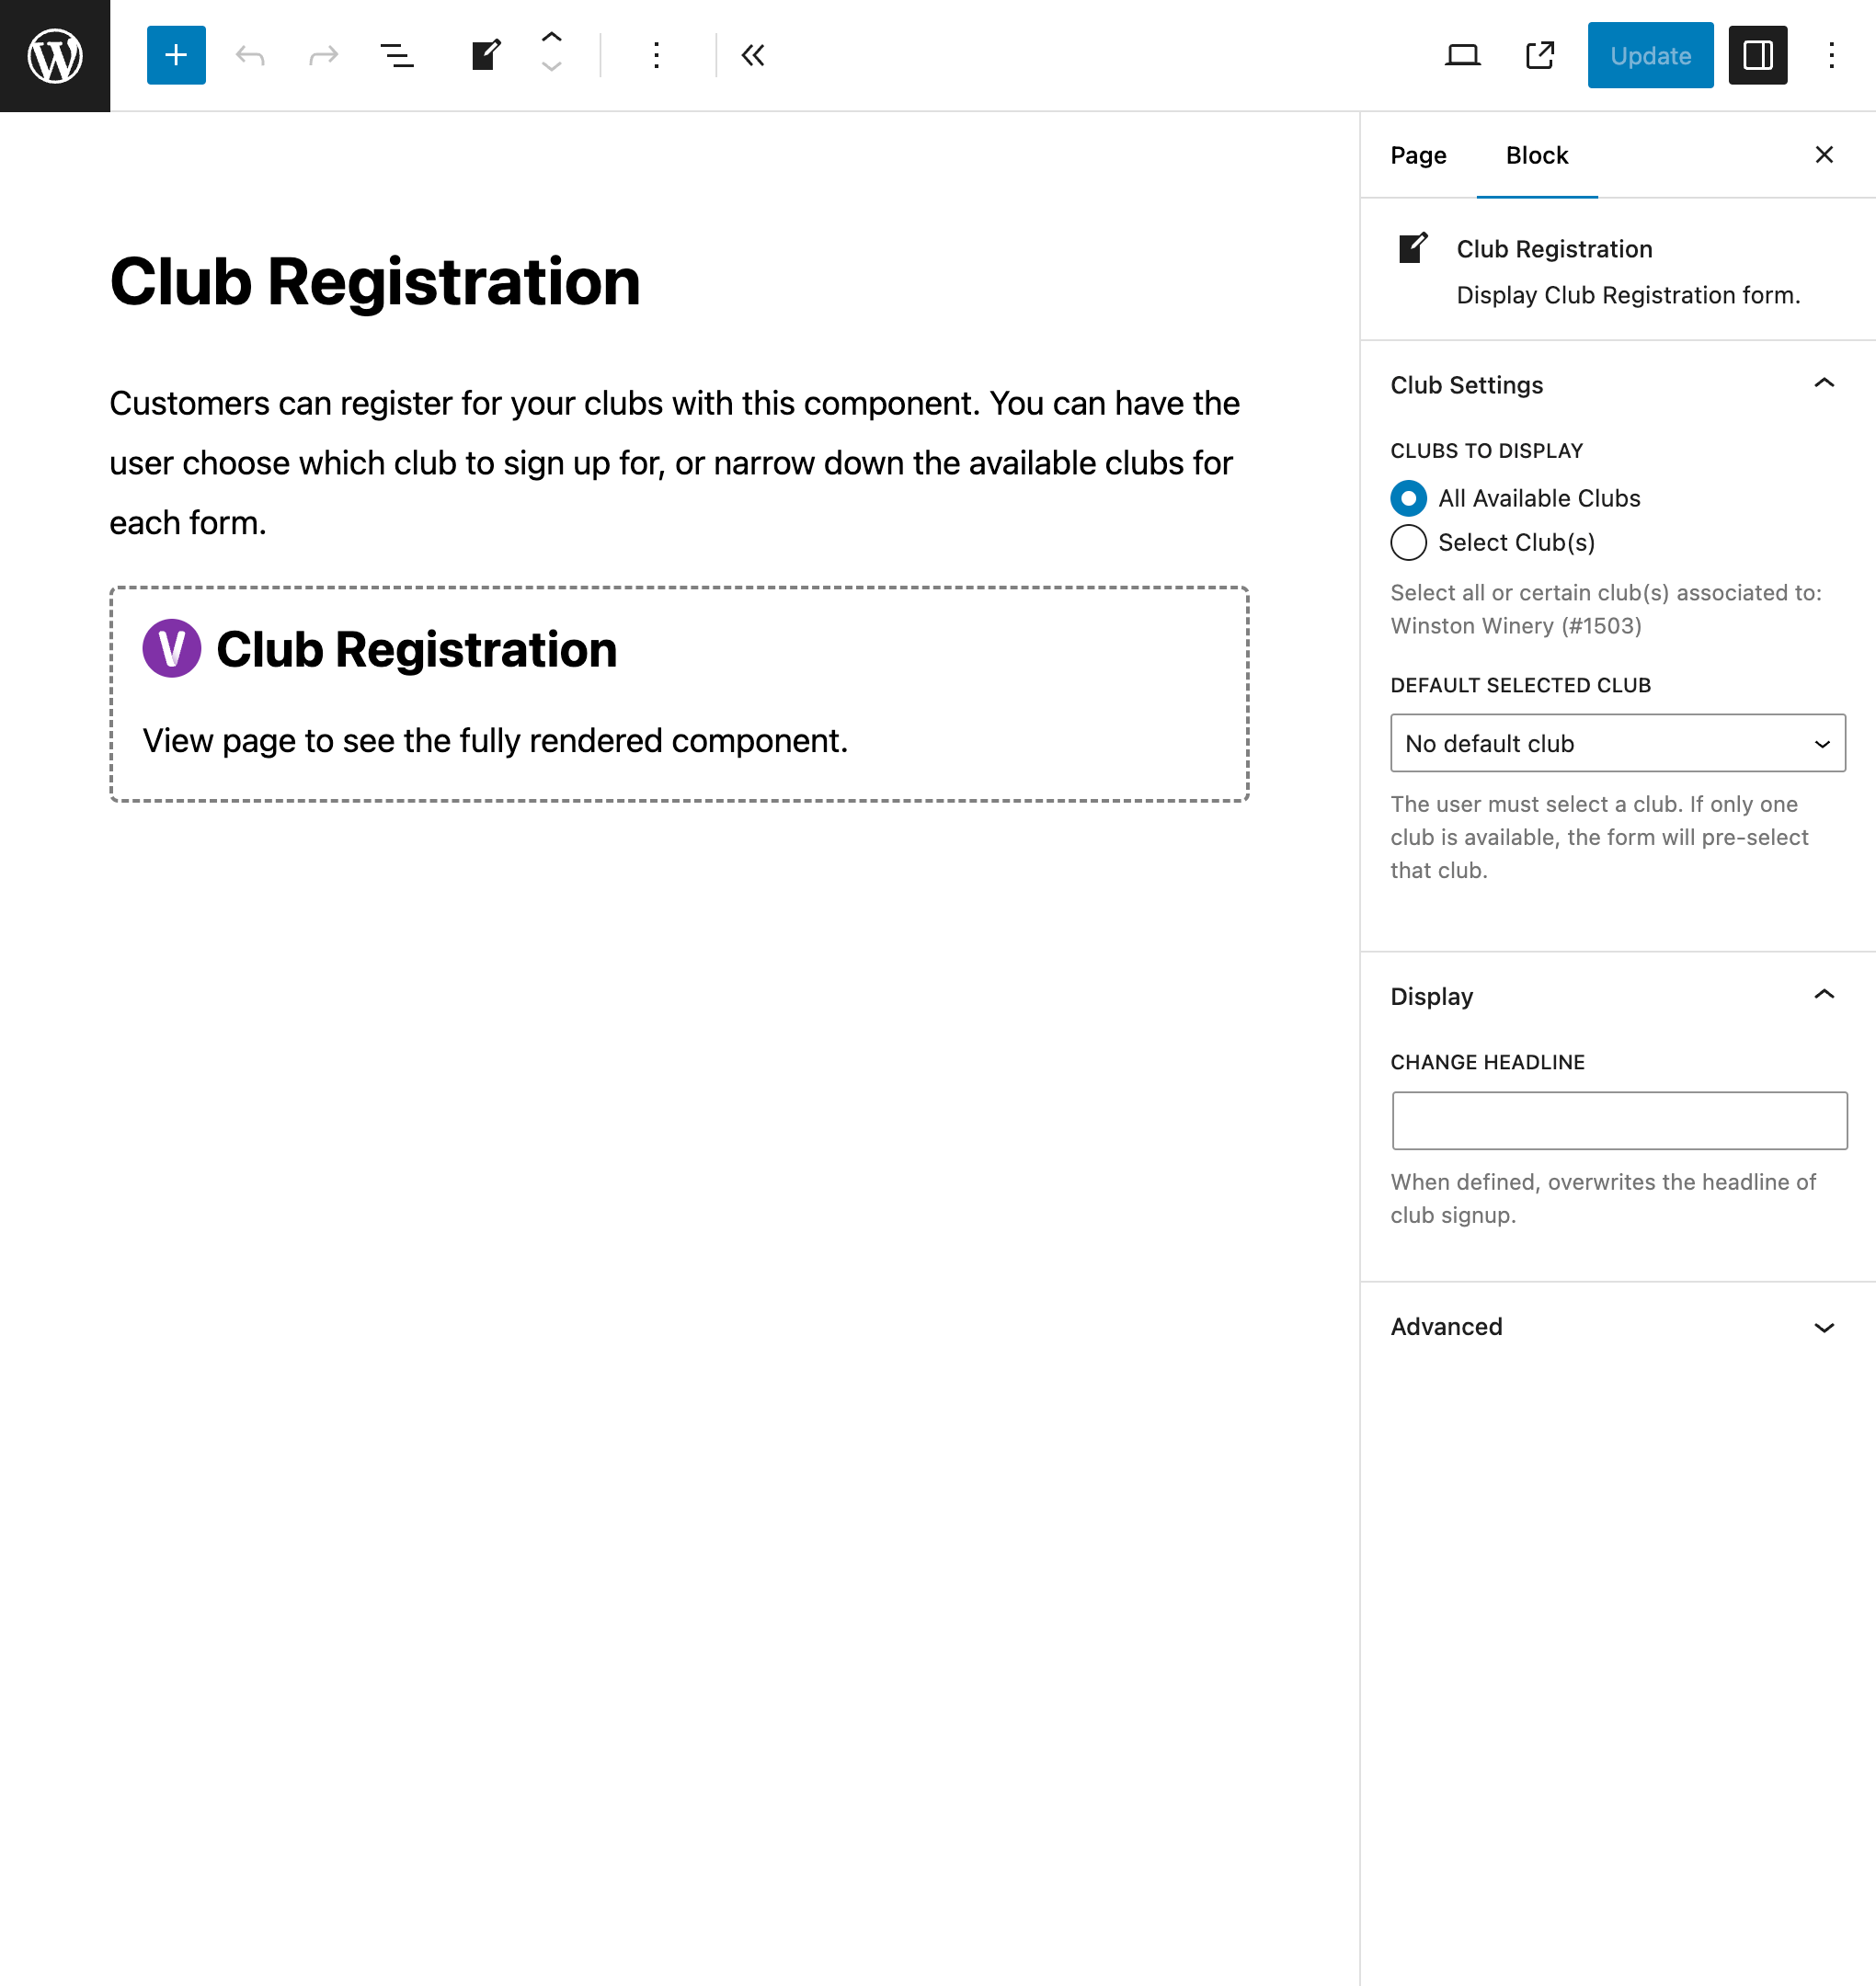 Update
Club Registration
Customers can register for your clubs with this component. You can have the
user choose which club to sign up for, or narrow down the available clubs for
each form.
Club Registration
View page to see the fully rendered component.
Page Block
Club Registration
Display Club Registration form.
Club Settings
CLUBS TO DISPLAY
All Available Clubs
Select Club(s)
Select all or certain club(s) associated to:
Winston Winery (#1503)
DEFAULT SELECTED CLUB
No default club
The user must select a club. If only one
club is available, the form will pre-select
that club.
Display
CHANGE HEADLINE
When defined, overwrites the headline of
club signup.
Advanced